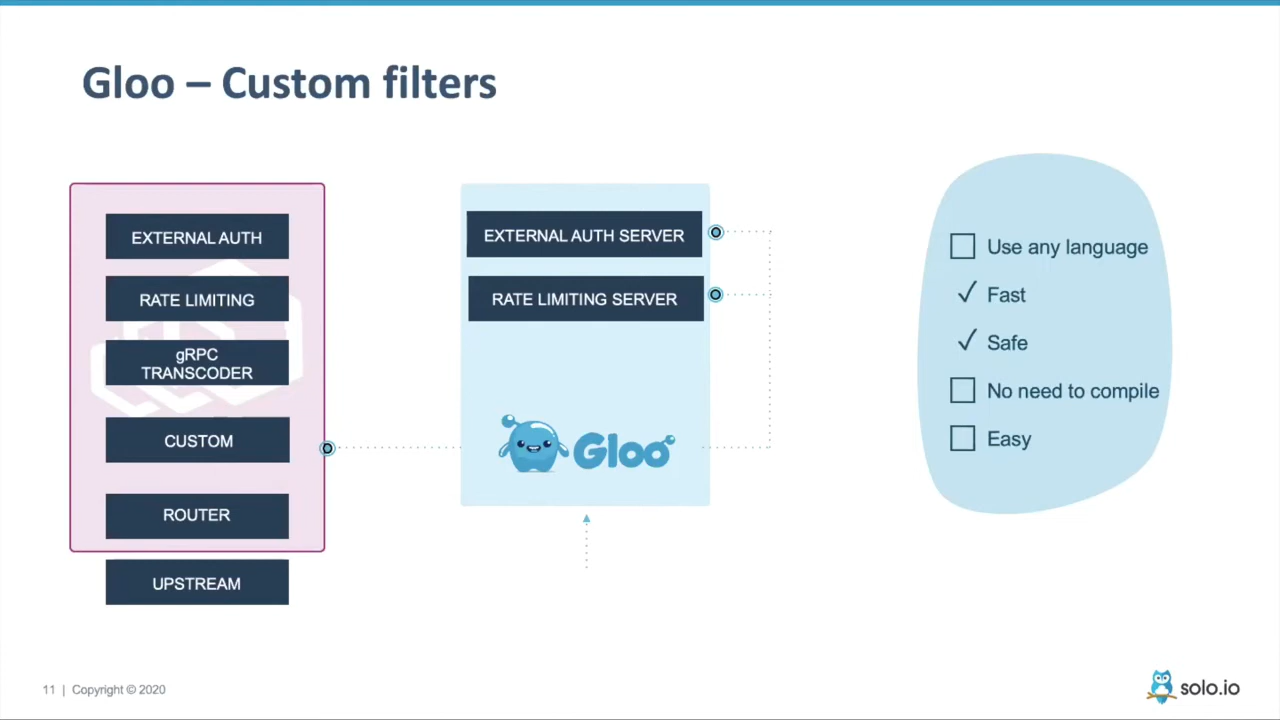 Gloo – Custom filters
EXTERNAL AUTH
RATE LIMITING
gRPC
TRANSCODER
CUSTOM
ROUTER
UPSTREAM
EXTERNAL AUTH SERVER
RATE LIMITING SERVER
Gloo
Use any language
Fast
Safe
No need to compile
Easy
11 | Copyright © 2020
solo.io